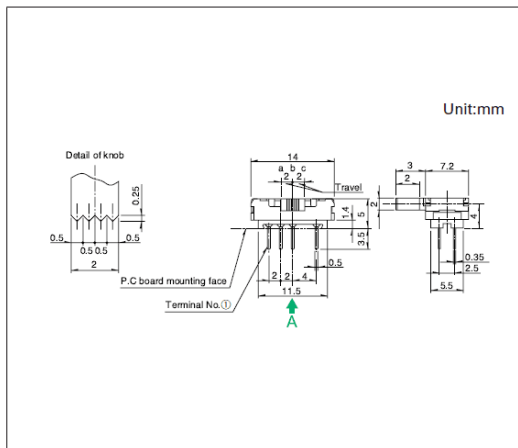 Unit:mm
Detail of knob
0.25
0.5
0.5 0.5
0.5
2
14
a b c
2 2
Travel
1.4
5
3.5
2 2 4
0.5
11.5
P.C board mounting face
Terminal No.①
A
3
7.2
2
2
4
0.35
2.5
5.5